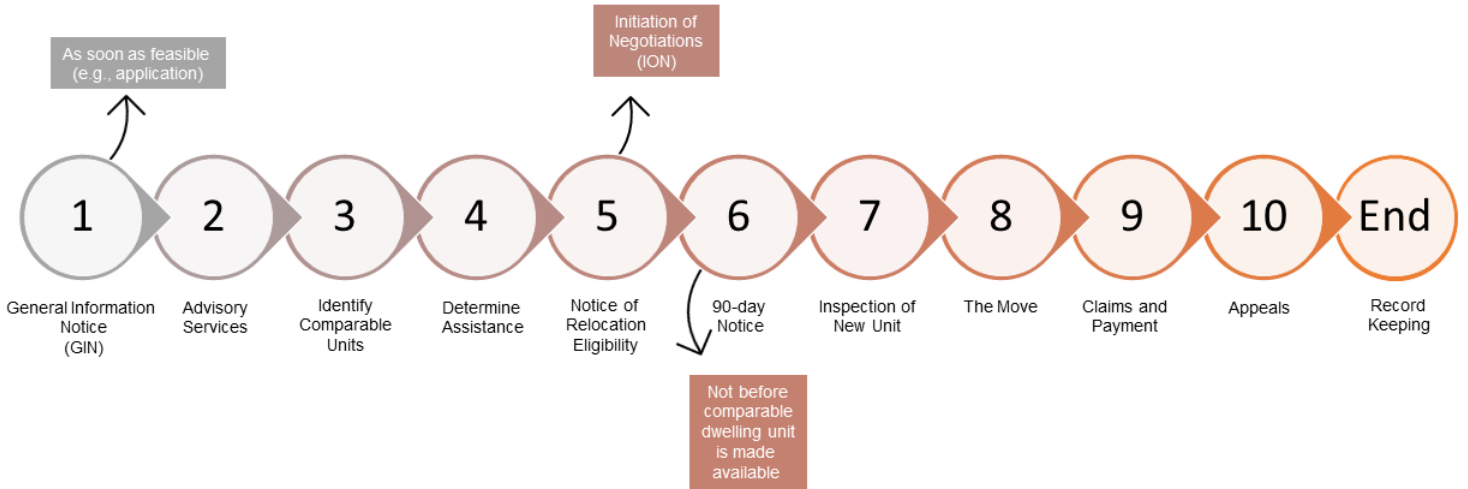 As soon as feasible
(e.g., application)
Initiation of
Negotiations
(ION)
1
2
3
4
5
6
7
8
9
10
End
General Information
Notice
(GIN)
Advisory
Services
Identify
Comparable
Units
Determine
Assistance
Notice of
Relocation
Eligibility
90-day
Notice
Inspection of
New Unit
The Move
Claims and
Payment
Appeals
Record
Keeping
Not before
comparable
dwelling unit
is made
available